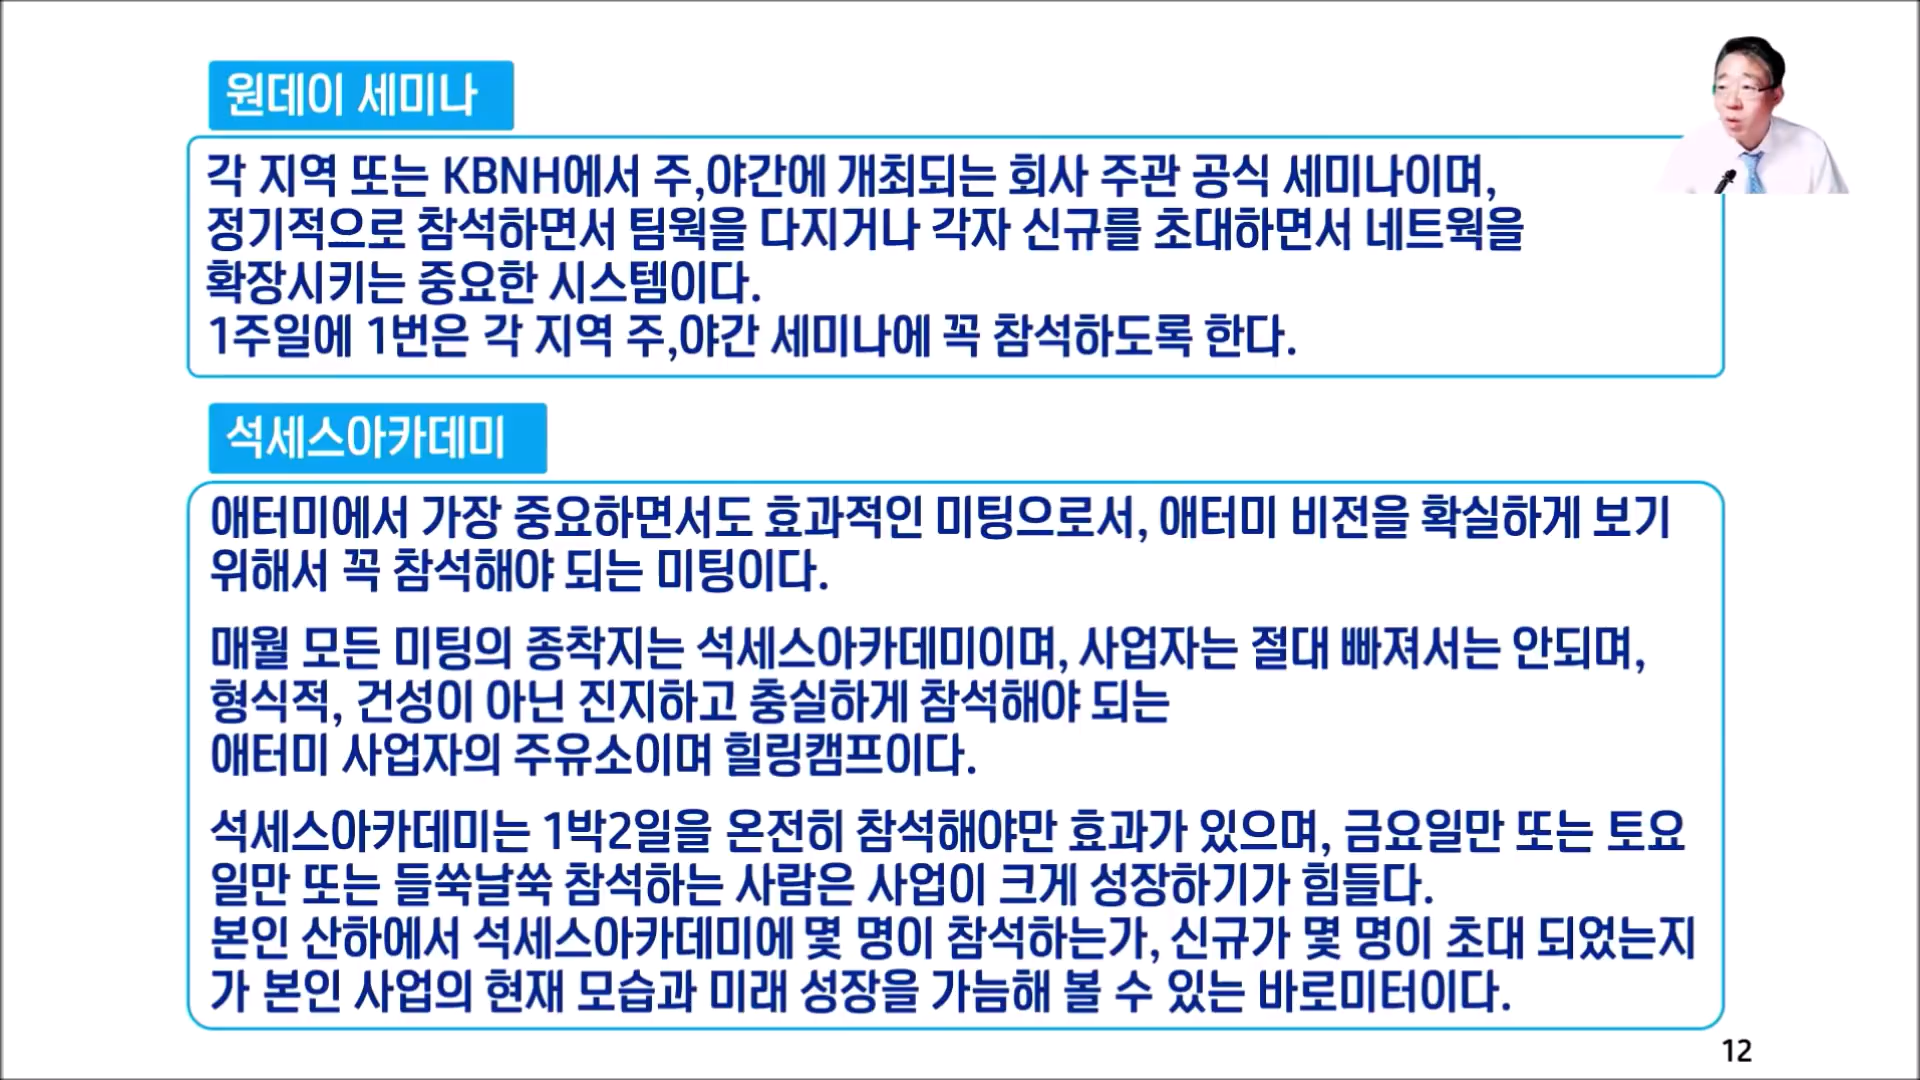 원데이 세미나
각 지역 또는 KBNH에서 주,야간에 개최되는 회사 주관 공식 세미나이며,
정기적으로 참석하면서 팀웍을 다지거나 각자 신규를 초대하면서 네트웍을
확장시키는 중요한 시스템이다.
1주일에 1번은 각 지역 주,야간 세미나에 꼭 참석하도록 한다.
석세스아카데미
애터미에서 가장 중요하면서도 효과적인 미팅으로서, 애터미 비전을 확실하게 보기
위해서 꼭 참석해야 되는 미팅이다.
매월 모든 미팅의 종착지는 석세스아카데미이며, 사업자는 절대 빠져서는 안되며,
형식적, 건성이 아닌 진지하고 충실하게 참석해야 되는
애터미 사업자의 주유소이며 힐링캠프이다.
석세스아카데미는 1박2일을 온전히 참석해야만 효과가 있으며, 금요일만 또는 토요
일만 또는 들쑥날쑥 참석하는 사람은 사업이 크게 성장하기가 힘들다.
본인 산하에서 석세스아카데미에 몇 명이 참석하는가, 신규가 몇 명이 초대 되었는지
가 본인 사업의 현재 모습과 미래 성장을 가늠해 볼 수 있는 바로미터이다.
12